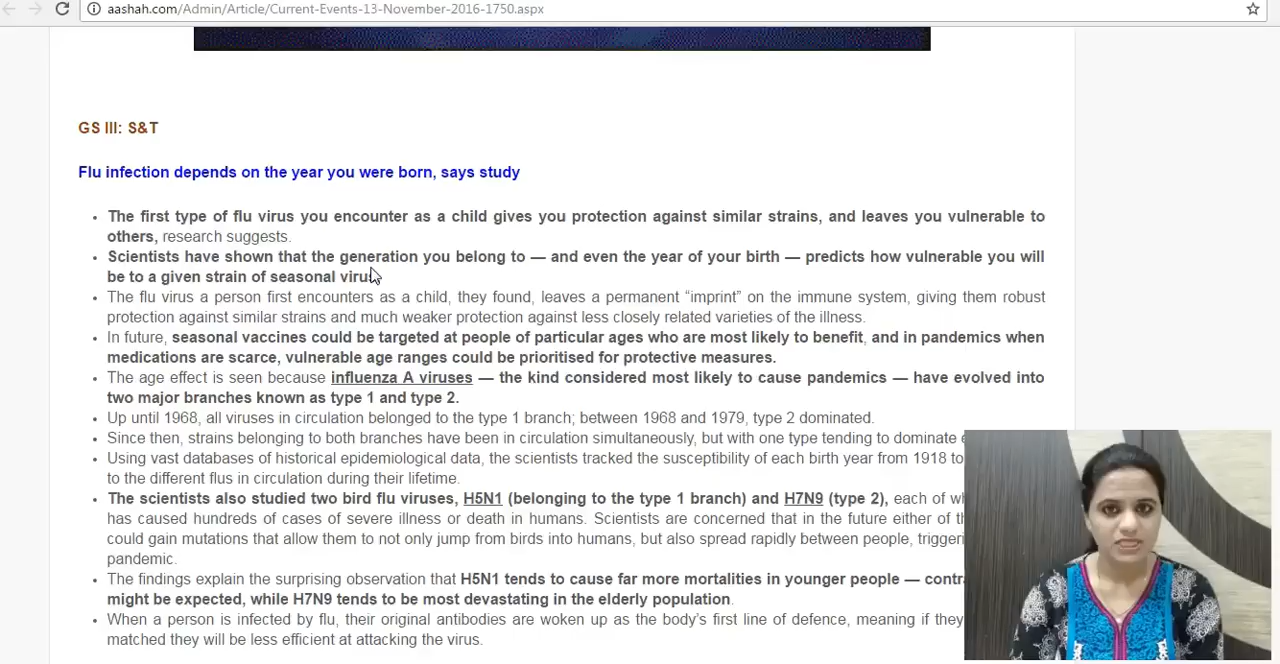 aashah.com/Admin/Article/Current-Events-13-November-2016-1750.aspx
GS III: S&T
Flu infection depends on the year you were born, says study
• The first type of flu virus you encounter as a child gives you protection against similar strains, and leaves you vulnerable to
others, research suggests.
• Scientists have shown that the generation you belong to — and even the year of your birth — predicts how vulnerable you will
be to a given strain of seasonal virus
• The flu virus a person first encounters as a child, they found, leaves a permanent “imprint” on the immune system, giving them robust
protection against similar strains and much weaker protection against less closely related varieties of the illness.
• In future, seasonal vaccines could be targeted at people of particular ages who are most likely to benefit, and in pandemics when
medications are scarce, vulnerable age ranges could be prioritised for protective measures.
• The age effect is seen because influenza A viruses — the kind considered most likely to cause pandemics — have evolved into
two major branches known as type 1 and type 2.
• Up until 1968, all viruses in circulation belonged to the type 1 branch; between 1968 and 1979, type 2 dominated.
• Since then, strains belonging to both branches have been in circulation simultaneously, but with one type tending to dominate
• Using vast databases of historical epidemiological data, the scientists tracked the susceptibility of each birth year from 1918 to
to the different flus in circulation during their lifetime.
• The scientists also studied two bird flu viruses, H5N1 (belonging to the type 1 branch) and H7N9 (type 2), each of
has caused hundreds of cases of severe illness or death in humans. Scientists are concerned that in the future either of
could gain mutations that allow them to not only jump from birds into humans, but also spread rapidly between people,
pandemic.
• The findings explain the surprising observation that H5N1 tends to cause far more mortalities in younger people —
might be expected, while H7N9 tends to be most devastating in the elderly population.
• When a person is infected by flu, their original antibodies are woken up as the body’s first line of defence, meaning if they
matched they will be less efficient at attacking the virus.